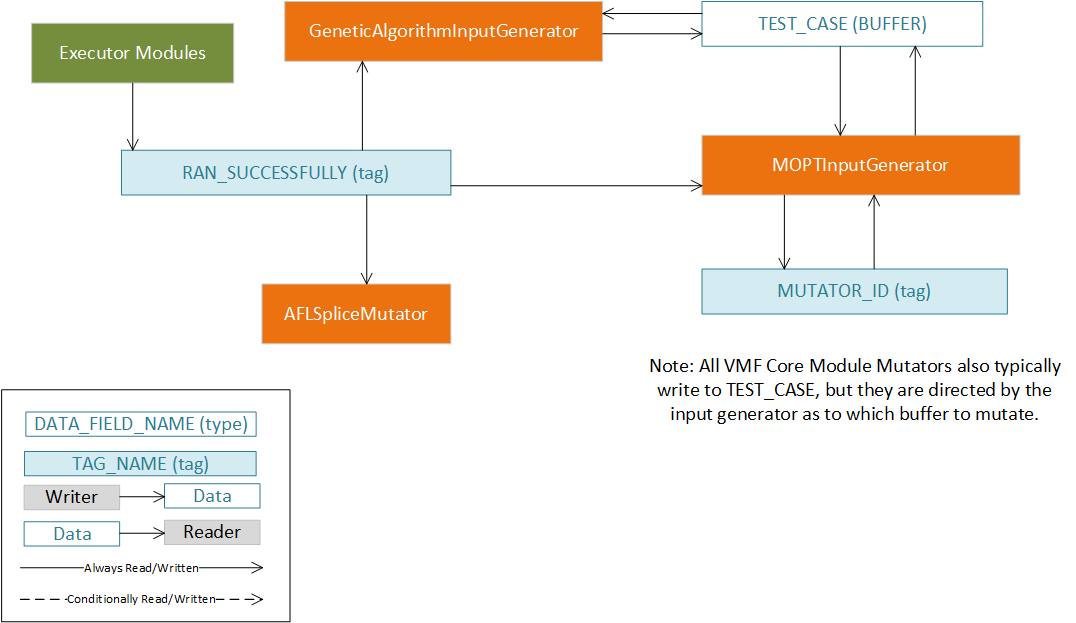 GeneticAlgorithmInputGenerator
TEST_CASE (BUFFER)
Executor Modules
RAN_SUCCESSFULLY (tag)
MOPTInputGenerator
AFLSpliceMutator
MUTATOR_ID (tag)
Note: All VMF Core Module Mutators also typically
write to TEST_CASE, but they are directed by the
input generator as to which buffer to mutate.
DATA_FIELD_NAME (type)
TAG_NAME (tag)
Writer
Data
Data
Reader
Always Read/Written
Conditionally Read/Written